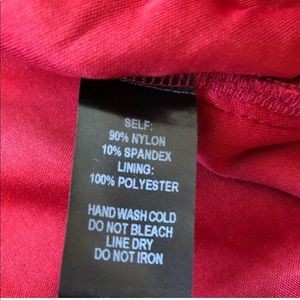 SELF:
90% NYLON
10% SPANDEX
LINING:
100% POLYESTER
HAND WASH COLD
DO NOT BLEACH
LINE DRY
DO NOT IRON